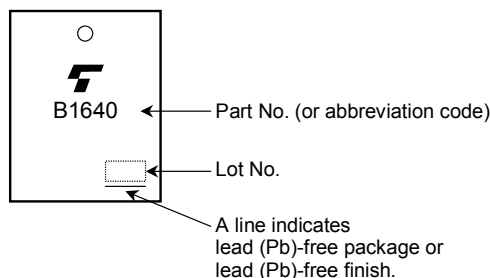 B1640
Part No. (or abbreviation code)
Lot No.
A line indicates
lead (Pb)-free package or
lead (Pb)-free finish.